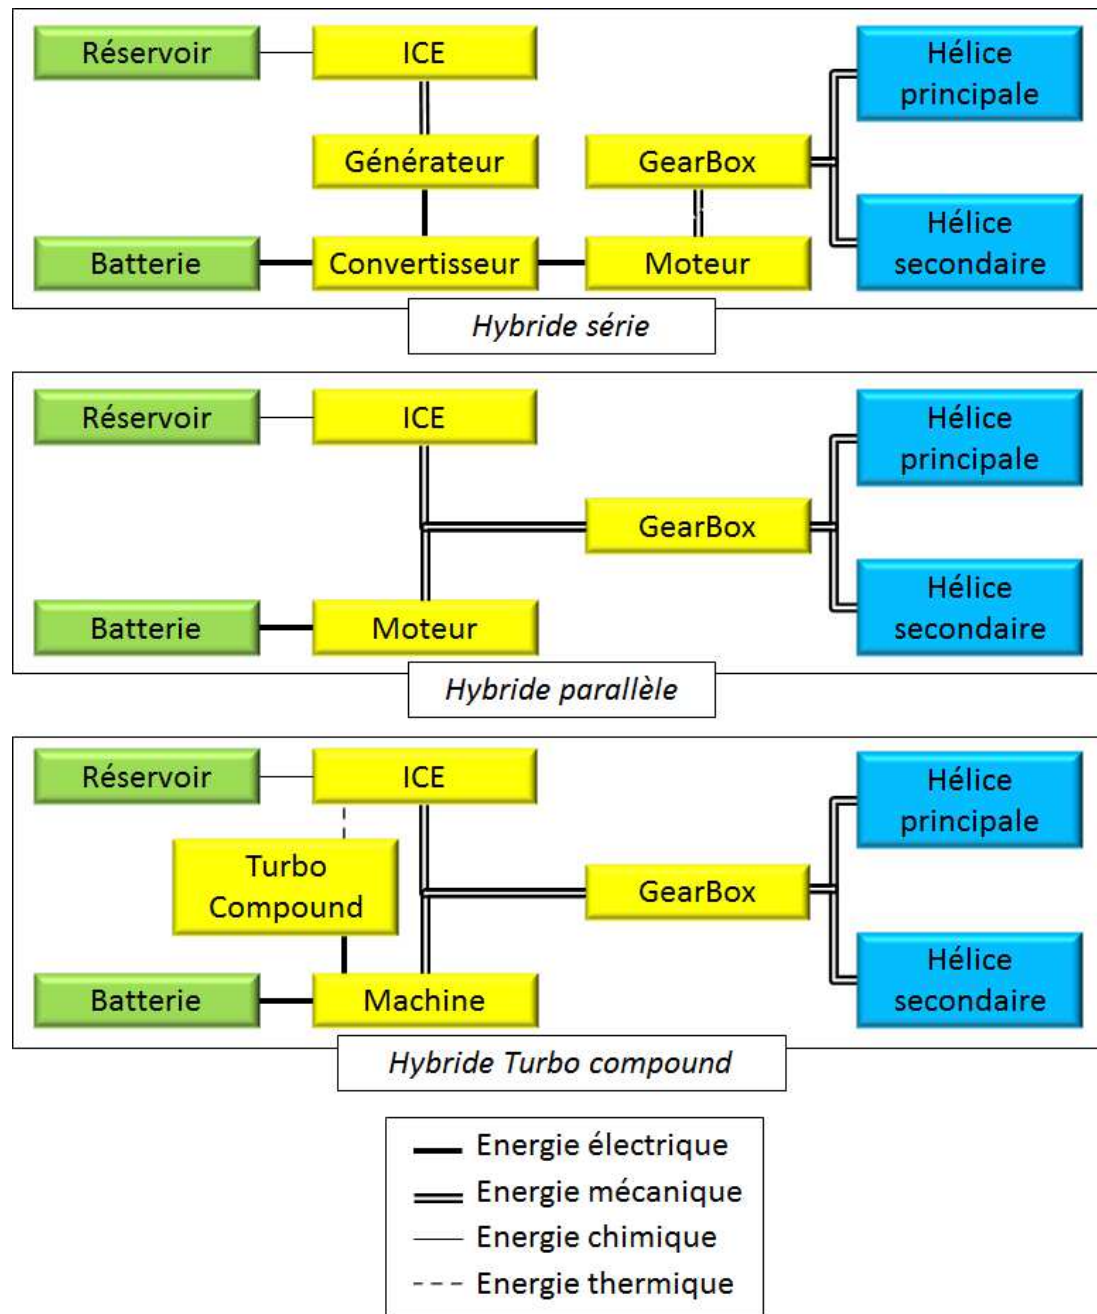 Réservoir
ICE
Hélice
principale
Générateur
GearBox
Batterie
Convertisseur
Moteur
Hélice
secondaire
Hybride série
Réservoir
ICE
Hélice
principale
GearBox
Batterie
Moteur
Hélice
secondaire
Hybride parallèle
Réservoir
ICE
Hélice
principale
Turbo
Compound
GearBox
Batterie
Machine
Hélice
secondaire
Hybride Turbo compound
Energie électrique
Energie mécanique
Energie chimique
Energie thermique